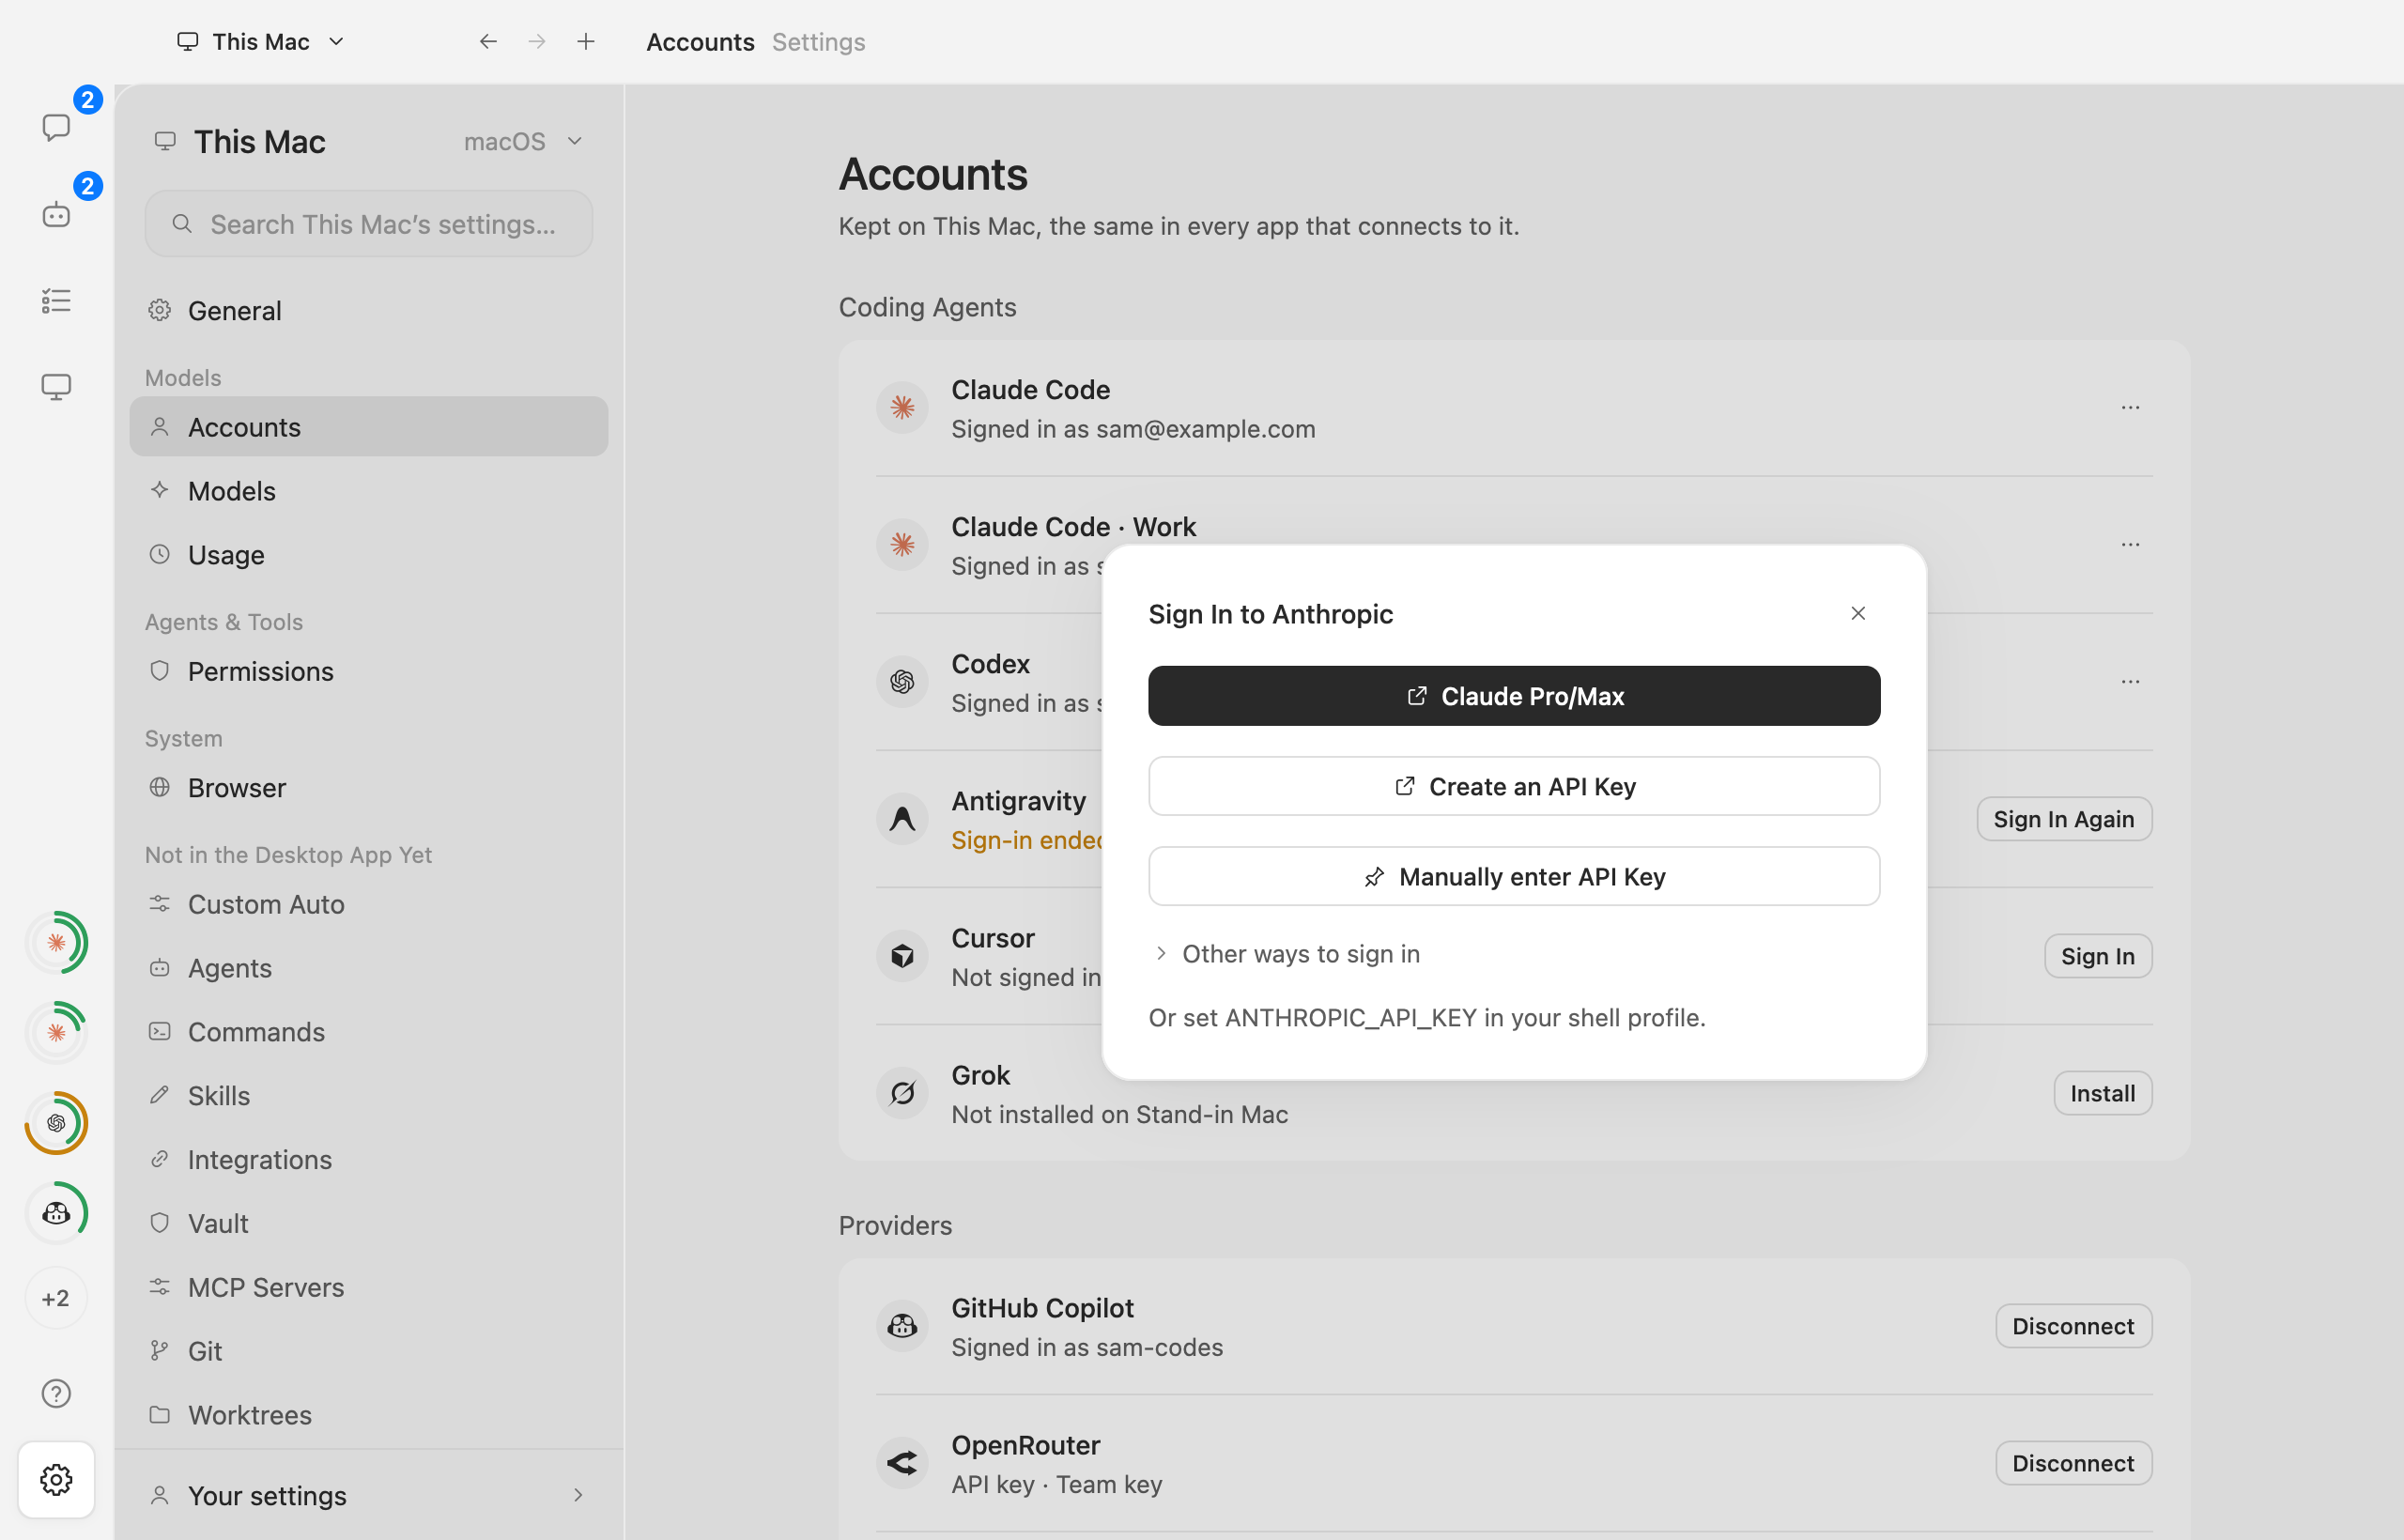 This Mac
Accounts Settings
2
2
This Mac macOS
Search This Mac's settings...
General
Models
Accounts
Models
Usage
Agents & Tools
Permissions
System
Browser
Not in the Desktop App Yet
Custom Auto
Agents
Commands
Skills
Integrations
Vault
MCP Servers
Git
Worktrees
Your settings
+2
Accounts
Kept on This Mac, the same in every app that connects to it.
Coding Agents
Claude Code
Signed in as sam@example.com
Claude Code · Work
Signed in as
Codex
Signed in as
Antigravity
Sign-in ended
Sign In Again
Cursor
Not signed in
Sign In
Grok
Not installed on Stand-in Mac
Install
Sign In to Anthropic
Claude Pro/Max
Create an API Key
Manually enter API Key
Other ways to sign in
Or set ANTHROPIC_API_KEY in your shell profile.
Providers
GitHub Copilot
Signed in as sam-codes
Disconnect
OpenRouter
API key · Team key
Disconnect